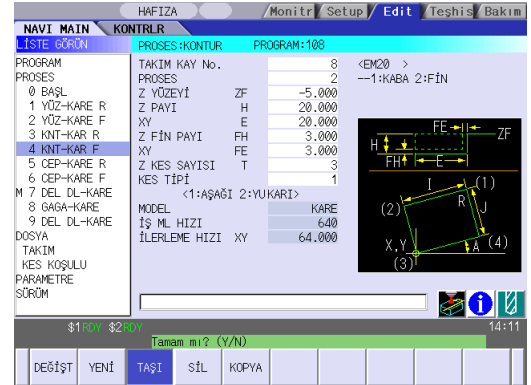 HAFIZA Monitr Setup Edit Teşhis Bakım
NAVI MAIN KONTRLR
LİSTE GÖRÜN PROSES:KONTUR PROGRAM:108
PROGRAM
PROSES
0 BAŞL
1 YÜZ-KARE R
2 YÜZ-KARE F
3 KNT-KAR R
4 KNT-KAR F
5 CEP-KARE R
6 CEP-KARE F
M 7 DEL DL-KARE
8 GAGA-KARE
9 DEL DL-KARE
DOSYA
TAKIM
KES KOŞULU
PARAMETRE
SÜRÜM
TAKIM KAY No. 8 <EM20 >
PROSES 2 --1:KABA 2:FİN
Z YÜZEYİ ZF -5.000
Z PAYI H 20.000
XY E 20.000
Z FİN PAYI FH 3.000
XY FE 3.000
Z KES SAYISI T 3
KES TİPİ 1
<1:AŞAĞI 2:YUKARI>
MODEL KARE
İŞ ML HIZI 640
İLERLEME HIZI XY 64.000
FE ZF
H
FH E
I (1)
(2) R J
X,Y A (4)
(3)
$1 RDY $2 RDY 14:11
Tamam mı? (Y/N)
DEĞİŞT YENİ TAŞI SİL KOPYA